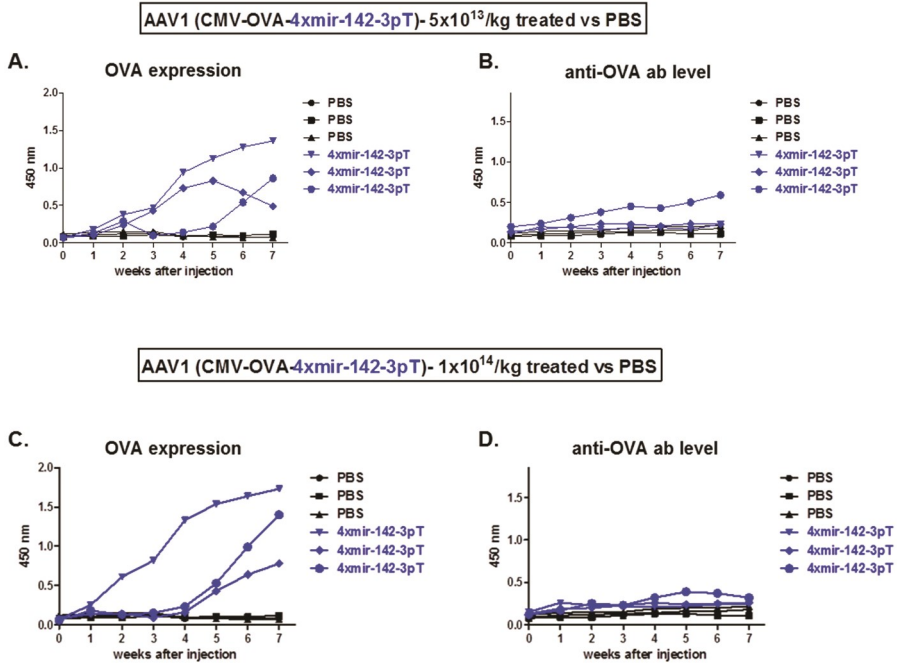 AAV1 (CMV-OVA-4xmir-142-3pT)- 5x10¹³/kg treated vs PBS
A.
OVA expression
2.0
1.5
1.0
0.5
0.0
450 nm
0 1 2 3 4 5 6 7
weeks after injection
PBS
PBS
PBS
4xmir-142-3pT
4xmir-142-3pT
4xmir-142-3pT
B.
anti-OVA ab level
1.5
1.0
0.5
0.0
450 nm
0 1 2 3 4 5 6 7
weeks after injection
PBS
PBS
PBS
4xmir-142-3pT
4xmir-142-3pT
4xmir-142-3pT
AAV1 (CMV-OVA-4xmir-142-3pT)- 1x10¹⁴/kg treated vs PBS
C.
OVA expression
2.0
1.5
1.0
0.5
0.0
450 nm
0 1 2 3 4 5 6 7
weeks after injection
PBS
PBS
PBS
4xmir-142-3pT
4xmir-142-3pT
4xmir-142-3pT
D.
anti-OVA ab level
1.5
1.0
0.5
0.0
450 nm
0 1 2 3 4 5 6 7
weeks after injection
PBS
PBS
PBS
4xmir-142-3pT
4xmir-142-3pT
4xmir-142-3pT